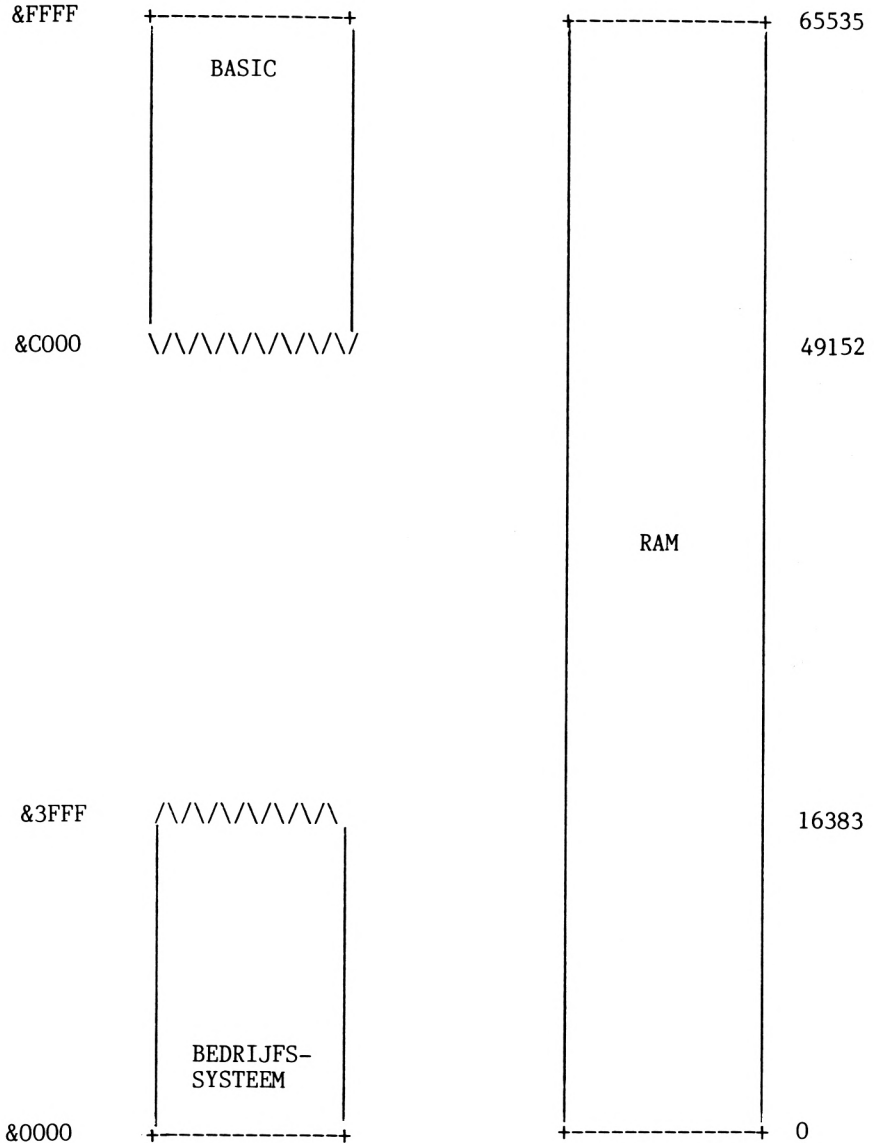 &FFFF +-----------+ +-----------+ 65535
BASIC
&C000 \/\/\/\/\/\/\/\/ 49152
RAM
&3FFF /\/\/\/\/\/\/\ 16383
BEDRIJFS-
SYSTEEM
&0000 +-----------+ +-----------+ 0